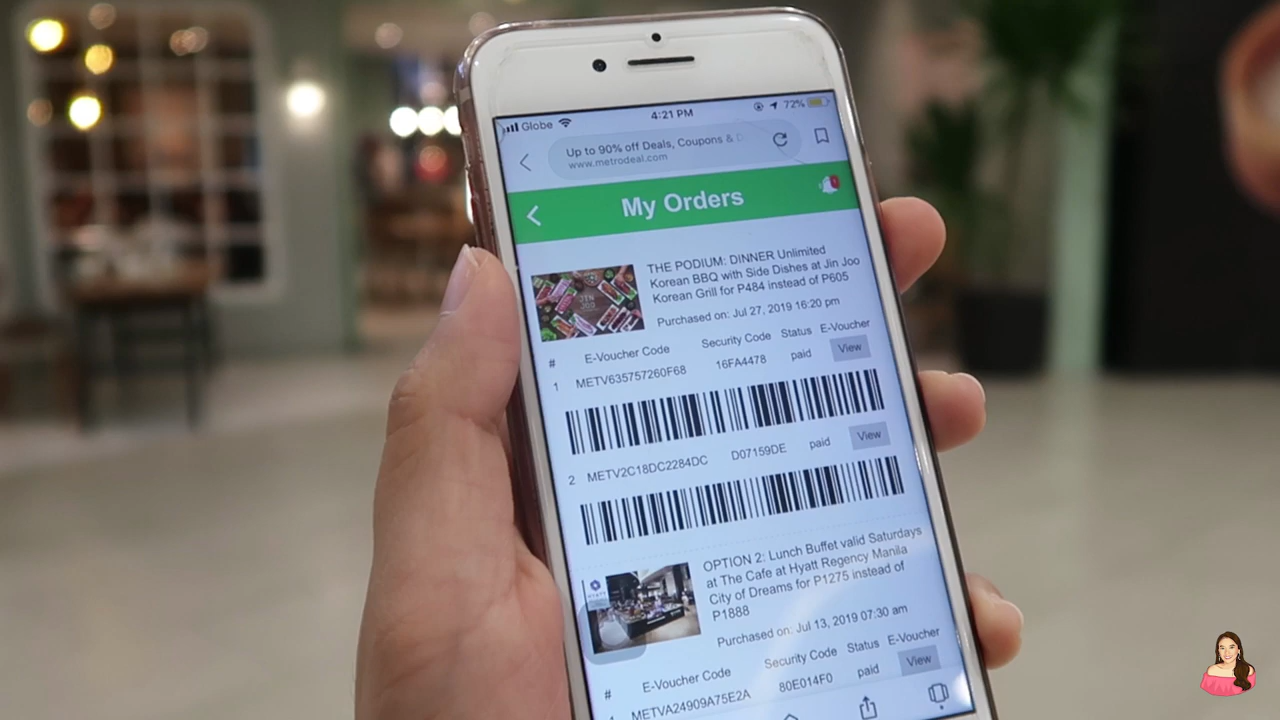 Globe 4:21 PM 72%
Up to 90% off Deals, Coupons & D
www.metrodeal.com
My Orders
THE PODIUM: DINNER Unlimited
Korean BBQ with Side Dishes at Jin Joo
Korean Grill for P484 instead of P605
Purchased on: Jul 27, 2019 16:20 pm
# E-Voucher Code Security Code Status E-Voucher
1 METV635757260F68 16FA4478 paid View
2 METV2C18DC2284DC D07159DE paid View
OPTION 2: Lunch Buffet valid Saturdays
at The Cafe at Hyatt Regency Manila
City of Dreams for P1275 instead of
P1888
Purchased on: Jul 13, 2019 07:30 am
# E-Voucher Code Security Code Status E-Voucher
METVA24909A75E2A 80E014F0 paid View